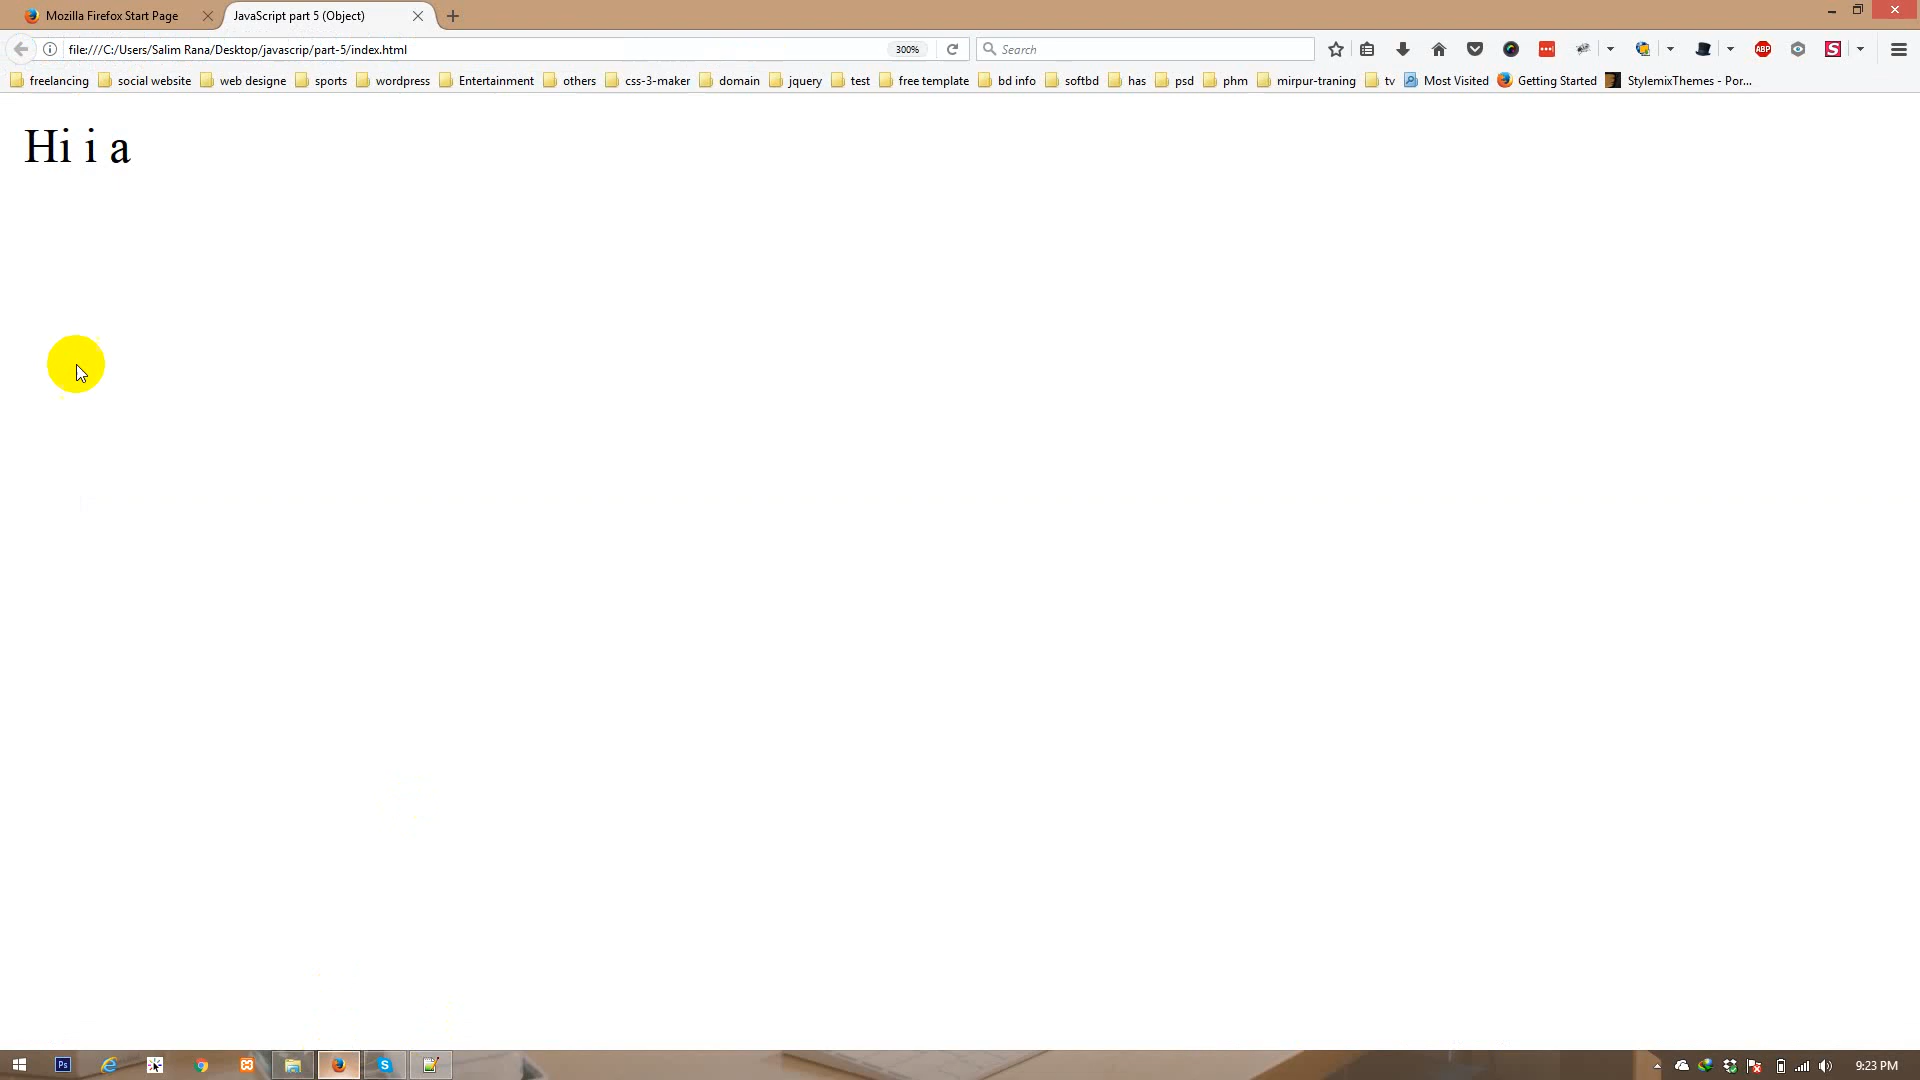 Mozilla Firefox Start Page JavaScript part 5 (Object)
file:///C:/Users/Salim Rana/Desktop/javascrip/part-5/index.html 300% Search ABP S
freelancing social website web designe sports wordpress Entertainment others css-3-maker domain jquery test free template bd info softbd has psd phm mirpur-traning tv Most Visited Getting Started StylemixThemes - Por...
Hi i a
Ps 9:23 PM